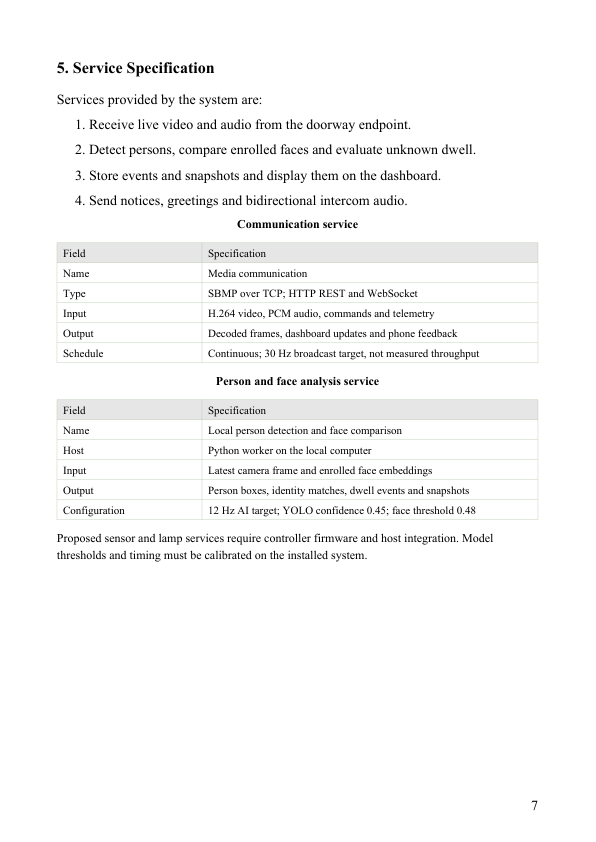 5. Service Specification
Services provided by the system are:
1. Receive live video and audio from the doorway endpoint.
2. Detect persons, compare enrolled faces and evaluate unknown dwell.
3. Store events and snapshots and display them on the dashboard.
4. Send notices, greetings and bidirectional intercom audio.
Communication service
Field Specification
Name Media communication
Type SBMP over TCP; HTTP REST and WebSocket
Input H.264 video, PCM audio, commands and telemetry
Output Decoded frames, dashboard updates and phone feedback
Schedule Continuous; 30 Hz broadcast target, not measured throughput
Person and face analysis service
Field Specification
Name Local person detection and face comparison
Host Python worker on the local computer
Input Latest camera frame and enrolled face embeddings
Output Person boxes, identity matches, dwell events and snapshots
Configuration 12 Hz AI target; YOLO confidence 0.45; face threshold 0.48
Proposed sensor and lamp services require controller firmware and host integration. Model
thresholds and timing must be calibrated on the installed system.
7